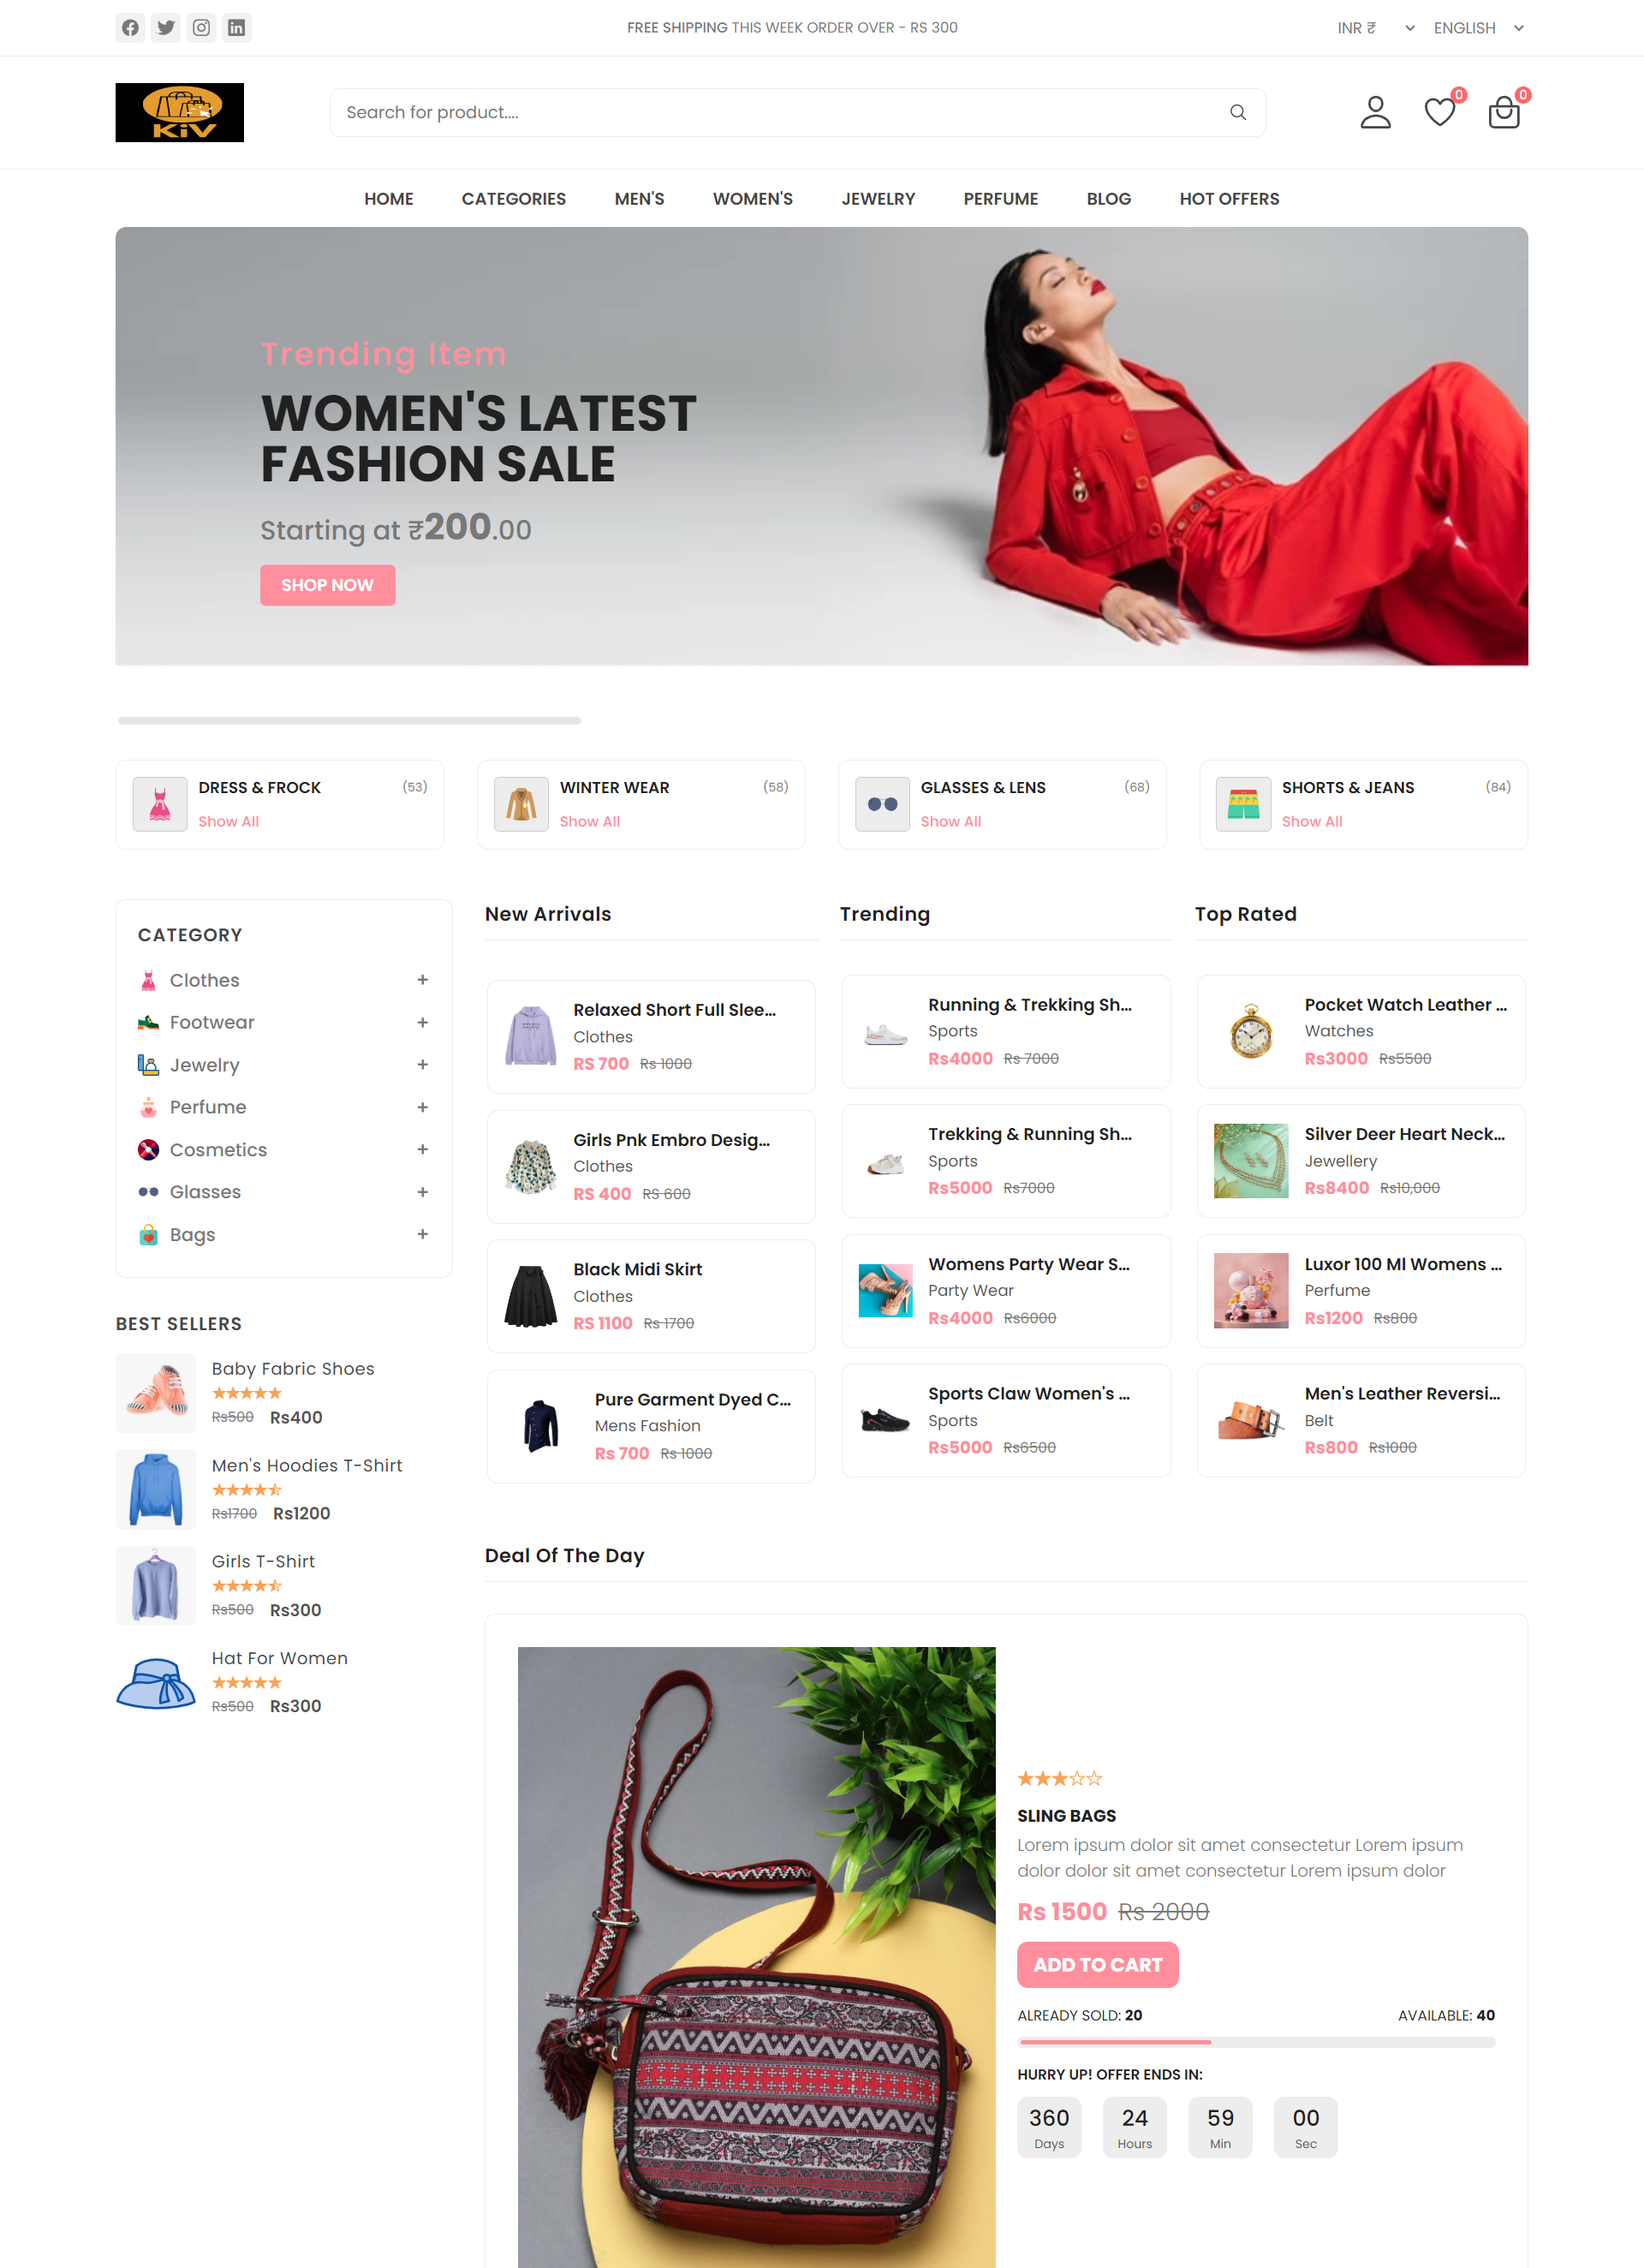 FREE SHIPPING THIS WEEK ORDER OVER - RS 300
INR ₹
ENGLISH
KiV
Search for product....
0
0
HOME
CATEGORIES
MEN'S
WOMEN'S
JEWELRY
PERFUME
BLOG
HOT OFFERS
Trending Item
WOMEN'S LATEST
FASHION SALE
Starting at ₹200.00
SHOP NOW
DRESS & FROCK
(53)
Show All
WINTER WEAR
(58)
Show All
GLASSES & LENS
(68)
Show All
SHORTS & JEANS
(84)
Show All
CATEGORY
Clothes +
Footwear +
Jewelry +
Perfume +
Cosmetics +
Glasses +
Bags +
BEST SELLERS
Baby Fabric Shoes
Rs500 Rs400
Men's Hoodies T-Shirt
Rs1700 Rs1200
Girls T-Shirt
Rs500 Rs300
Hat For Women
Rs500 Rs300
New Arrivals
Relaxed Short Full Slee...
Clothes
RS 700 Rs 1000
Girls Pnk Embro Desig...
Clothes
RS 400 RS 600
Black Midi Skirt
Clothes
RS 1100 Rs 1700
Pure Garment Dyed C...
Mens Fashion
Rs 700 Rs 1000
Trending
Running & Trekking Sh...
Sports
Rs4000 Rs 7000
Trekking & Running Sh...
Sports
Rs5000 Rs7000
Womens Party Wear S...
Party Wear
Rs4000 Rs6000
Sports Claw Women's ...
Sports
Rs5000 Rs6500
Top Rated
Pocket Watch Leather ...
Watches
Rs3000 Rs5500
Silver Deer Heart Neck...
Jewellery
Rs8400 Rs10,000
Luxor 100 Ml Womens ...
Perfume
Rs1200 Rs800
Men's Leather Reversi...
Belt
Rs800 Rs1000
Deal Of The Day
SLING BAGS
Lorem ipsum dolor sit amet consectetur Lorem ipsum
dolor dolor sit amet consectetur Lorem ipsum dolor
Rs 1500 Rs 2000
ADD TO CART
ALREADY SOLD: 20
AVAILABLE: 40
HURRY UP! OFFER ENDS IN:
360
Days
24
Hours
59
Min
00
Sec